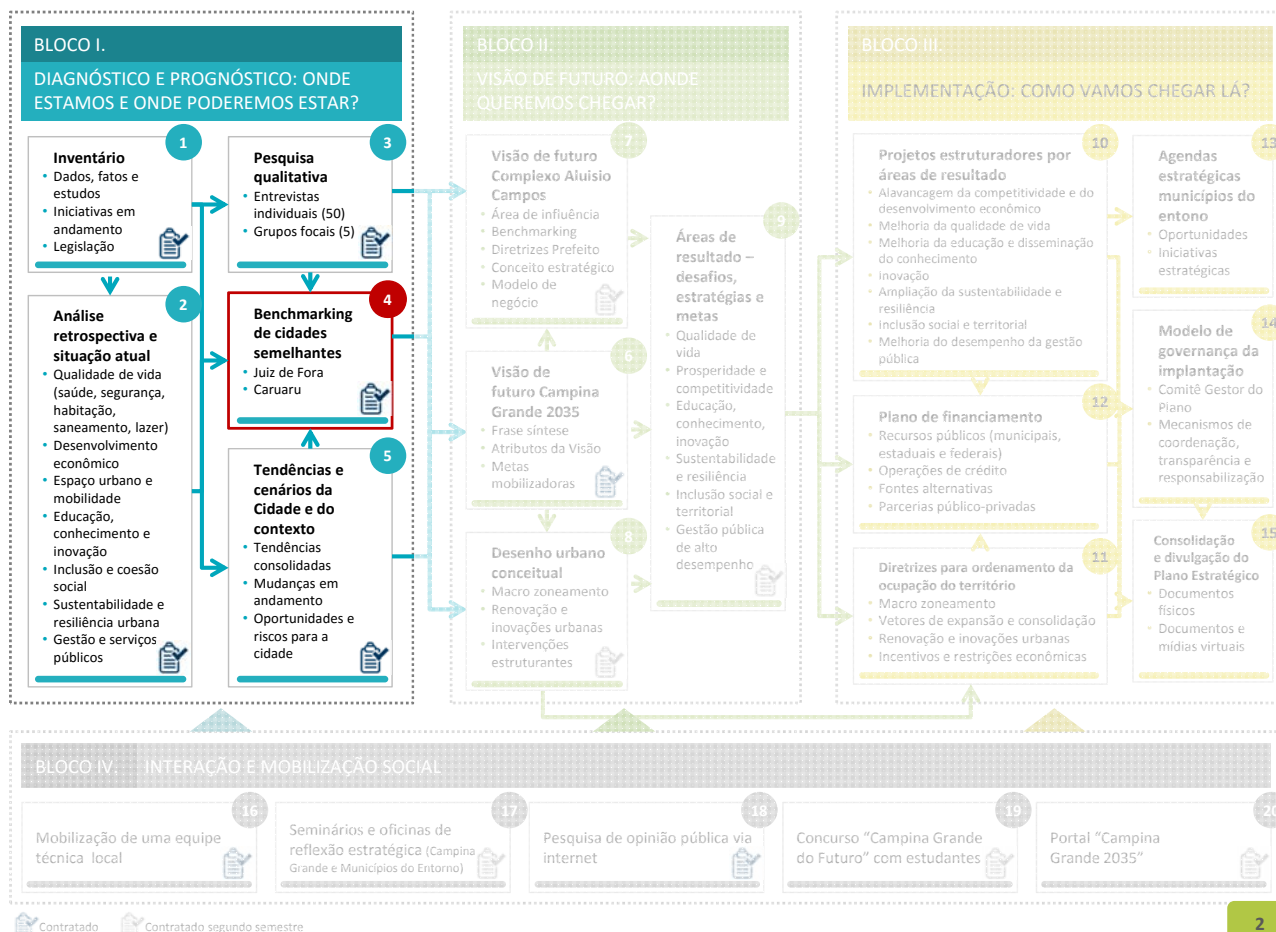 BLOCO I.
DIAGNÓSTICO E PROGNÓSTICO: ONDE
ESTAMOS E ONDE PODEREMOS ESTAR?
1
Inventário
• Dados, fatos e
estudos
• Iniciativas em
andamento
• Legislação
2
Análise
retrospectiva e
situação atual
• Qualidade de vida
(saúde, segurança,
habitação,
saneamento, lazer)
• Desenvolvimento
econômico
• Espaço urbano e
mobilidade
• Educação,
conhecimento e
inovação
• Inclusão e coesão
social
• Sustentabilidade e
resiliência urbana
• Gestão e serviços
públicos
3
Pesquisa
qualitativa
• Entrevistas
individuais (50)
• Grupos focais (5)
4
Benchmarking
de cidades
semelhantes
• Juiz de Fora
• Caruaru
5
Tendências e
cenários da
Cidade e do
contexto
• Tendências
consolidadas
• Mudanças em
andamento
• Oportunidades e
riscos para a
cidade
BLOCO II.
VISÃO DE FUTURO: AONDE
QUEREMOS CHEGAR?
7
Visão de futuro
Complexo Aluisio
Campos
• Área de influência
• Benchmarking
• Diretrizes Prefeito
• Conceito estratégico
• Modelo de
negócio
6
Visão de
futuro Campina
Grande 2035
• Frase síntese
• Atributos da Visão
• Metas
mobilizadoras
8
Desenho urbano
conceitual
• Macro zoneamento
• Renovação e
inovações urbanas
• Intervenções
estruturantes
9
Áreas de
resultado –
desafios,
estratégias e
metas
• Qualidade de
vida
• Prosperidade e
competitividade
• Educação,
conhecimento,
inovação
• Sustentabilidade
e resiliência
• Inclusão social e
territorial
• Gestão pública
de alto
desempenho
BLOCO III.
IMPLEMENTAÇÃO: COMO VAMOS CHEGAR LÁ?
10
Projetos estruturadores por
áreas de resultado
• Alavancagem da competitividade e do
desenvolvimento econômico
• Melhoria da qualidade de vida
• Melhoria da educação e disseminação
do conhecimento
• inovação
• Ampliação da sustentabilidade e
resiliência
• Inclusão social e territorial
• Melhoria do desempenho da gestão
pública
12
Plano de financiamento
• Recursos públicos (municipais,
estaduais e federais)
• Operações de crédito
• Fontes alternativas
• Parcerias público-privadas
11
Diretrizes para ordenamento da
ocupação do território
• Macro zoneamento
• Vetores de expansão e consolidação
• Renovação e inovações urbanas
• Incentivos e restrições econômicas
13
Agendas
estratégicas
municípios do
entono
• Oportunidades
• Iniciativas
estratégicas
14
Modelo de
governança da
implantação
• Comitê Gestor do
Piano
• Mecanismos de
coordenação,
transparência e
responsabilização
15
Consolidação
e divulgação do
Plano Estratégico
• Documentos
físicos
• Documentos e
mídias virtuais
BLOCO IV. INTERAÇÃO E MOBILIZAÇÃO SOCIAL
16
Mobilização de uma equipe
técnica local
17
Seminários e oficinas de
reflexão estratégica (Campina
Grande e Municípios do Entorno)
18
Pesquisa de opinião pública via
internet
19
Concurso "Campina Grande
do Futuro" com estudantes
20
Portal "Campina
Grande 2035"
Contratado Contratado segundo semestre
2